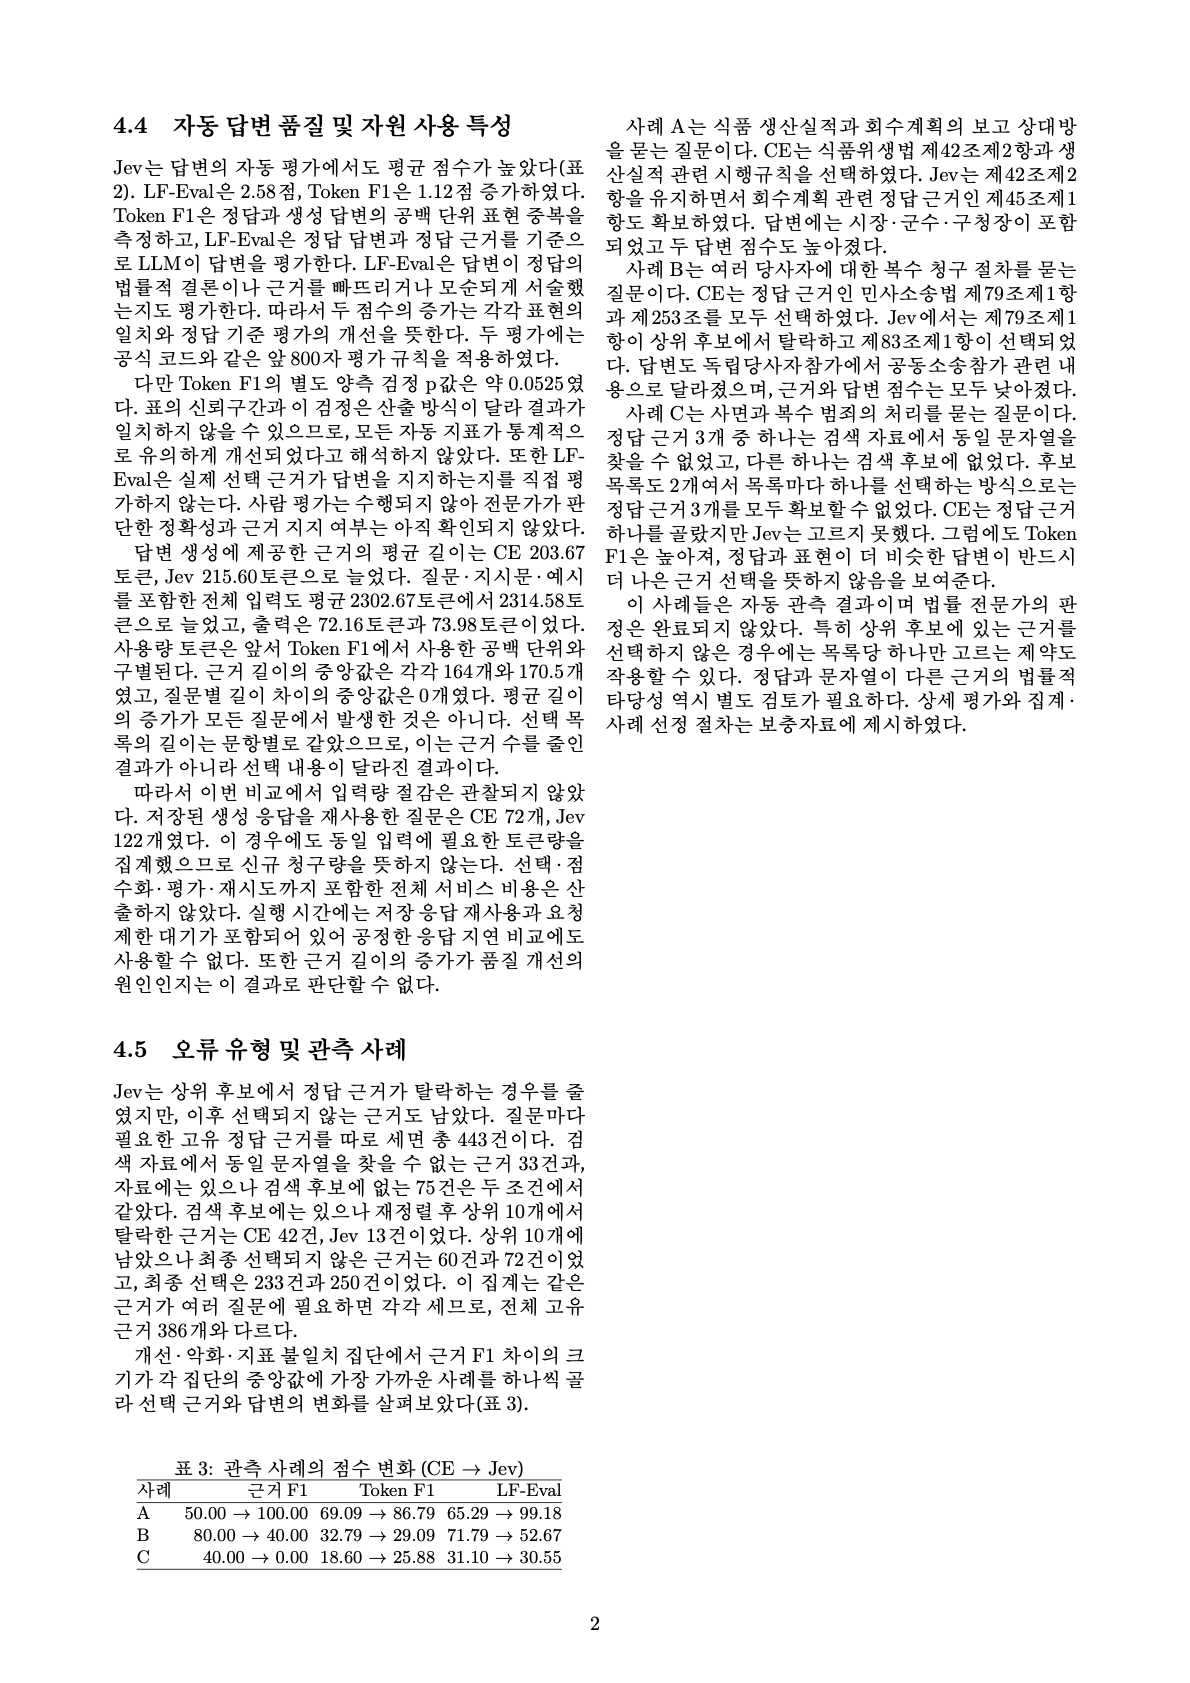 4.4 자동 답변 품질 및 자원 사용 특성
Jev는 답변의 자동 평가에서도 평균 점수가 높았다(표
2). LF-Eval은 2.58점, Token F1은 1.12점 증가하였다.
Token F1은 정답과 생성 답변의 공백 단위 표현 중복을
측정하고, LF-Eval은 정답 답변과 정답 근거를 기준으
로 LLM이 답변을 평가한다. LF-Eval은 답변이 정답의
법률적 결론이나 근거를 빠뜨리거나 모순되게 서술했
는지도 평가한다. 따라서 두 점수의 증가는 각각 표현의
일치와 정답 기준 평가의 개선을 뜻한다. 두 평가에는
공식 코드와 같은 앞 800자 평가 규칙을 적용하였다.
다만 Token F1의 별도 양측 검정 p값은 약 0.0525였
다. 표의 신뢰구간과 이 검정은 산출 방식이 달라 결과가
일치하지 않을 수 있으므로, 모든 자동 지표가 통계적으
로 유의하게 개선되었다고 해석하지 않았다. 또한 LF-
Eval은 실제 선택 근거가 답변을 지지하는지를 직접 평
가하지 않는다. 사람 평가는 수행되지 않아 전문가가 판
단한 정확성과 근거 지지 여부는 아직 확인되지 않았다.
답변 생성에 제공한 근거의 평균 길이는 CE 203.67
토큰, Jev 215.60토큰으로 늘었다. 질문·지시문·예시
를 포함한 전체 입력도 평균 2302.67토큰에서 2314.58토
큰으로 늘었고, 출력은 72.16토큰과 73.98토큰이었다.
사용량 토큰은 앞서 Token F1에서 사용한 공백 단위와
구별된다. 근거 길이의 중앙값은 각각 164개와 170.5개
였고, 질문별 길이 차이의 중앙값은 0개였다. 평균 길이
의 증가가 모든 질문에서 발생한 것은 아니다. 선택 목
록의 길이는 문항별로 같았으므로, 이는 근거 수를 줄인
결과가 아니라 선택 내용이 달라진 결과이다.
따라서 이번 비교에서 입력량 절감은 관찰되지 않았
다. 저장된 생성 응답을 재사용한 질문은 CE 72개, Jev
122개였다. 이 경우에도 동일 입력에 필요한 토큰량을
집계했으므로 신규 청구량을 뜻하지 않는다. 선택·점
수화·평가·재시도까지 포함한 전체 서비스 비용은 산
출하지 않았다. 실행 시간에는 저장 응답 재사용과 요청
제한 대기가 포함되어 있어 공정한 응답 지연 비교에도
사용할 수 없다. 또한 근거 길이의 증가가 품질 개선의
원인인지는 이 결과로 판단할 수 없다.
4.5 오류 유형 및 관측 사례
Jev는 상위 후보에서 정답 근거가 탈락하는 경우를 줄
였지만, 이후 선택되지 않는 근거도 남았다. 질문마다
필요한 고유 정답 근거를 따로 세면 총 443건이다. 검
색 자료에서 동일 문자열을 찾을 수 없는 근거 33건과,
자료에는 있으나 검색 후보에 없는 75건은 두 조건에서
같았다. 검색 후보에는 있으나 재정렬 후 상위 10개에서
탈락한 근거는 CE 42건, Jev 13건이었다. 상위 10개에
남았으나 최종 선택되지 않은 근거는 60건과 72건이었
고, 최종 선택은 233건과 250건이었다. 이 집계는 같은
근거가 여러 질문에 필요하면 각각 세므로, 전체 고유
근거 386개와 다르다.
개선·악화·지표 불일치 집단에서 근거 F1 차이의 크
기가 각 집단의 중앙값에 가장 가까운 사례를 하나씩 골
라 선택 근거와 답변의 변화를 살펴보았다(표 3).
표 3: 관측 사례의 점수 변화 (CE → Jev)
사례 근거 F1 Token F1 LF-Eval
A 50.00 → 100.00 69.09 → 86.79 65.29 → 99.18
B 80.00 → 40.00 32.79 → 29.09 71.79 → 52.67
C 40.00 → 0.00 18.60 → 25.88 31.10 → 30.55
사례 A는 식품 생산실적과 회수계획의 보고 상대방
을 묻는 질문이다. CE는 식품위생법 제42조제2항과 생
산실적 관련 시행규칙을 선택하였다. Jev는 제42조제2
항을 유지하면서 회수계획 관련 정답 근거인 제45조제1
항도 확보하였다. 답변에는 시장·군수·구청장이 포함
되었고 두 답변 점수도 높아졌다.
사례 B는 여러 당사자에 대한 복수 청구 절차를 묻는
질문이다. CE는 정답 근거인 민사소송법 제79조제1항
과 제253조를 모두 선택하였다. Jev에서는 제79조제1
항이 상위 후보에서 탈락하고 제83조제1항이 선택되었
다. 답변도 독립당사자참가에서 공동소송참가 관련 내
용으로 달라졌으며, 근거와 답변 점수는 모두 낮아졌다.
사례 C는 사면과 복수 범죄의 처리를 묻는 질문이다.
정답 근거 3개 중 하나는 검색 자료에서 동일 문자열을
찾을 수 없었고, 다른 하나는 검색 후보에 없었다. 후보
목록도 2개여서 목록마다 하나를 선택하는 방식으로는
정답 근거 3개를 모두 확보할 수 없었다. CE는 정답 근거
하나를 골랐지만 Jev는 고르지 못했다. 그럼에도 Token
F1은 높아져, 정답과 표현이 더 비슷한 답변이 반드시
더 나은 근거 선택을 뜻하지 않음을 보여준다.
이 사례들은 자동 관측 결과이며 법률 전문가의 판
정은 완료되지 않았다. 특히 상위 후보에 있는 근거를
선택하지 않은 경우에는 목록당 하나만 고르는 제약도
작용할 수 있다. 정답과 문자열이 다른 근거의 법률적
타당성 역시 별도 검토가 필요하다. 상세 평가와 집계·
사례 선정 절차는 보충자료에 제시하였다.
2